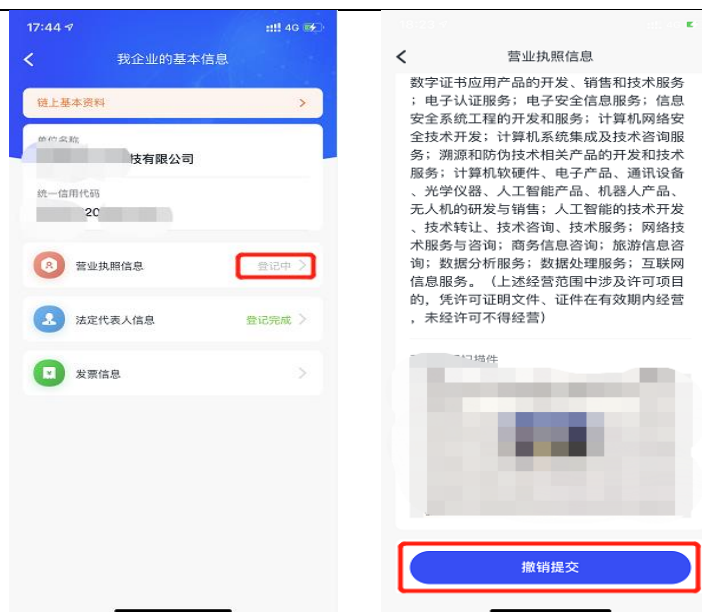 17:44
4G
我企业的基本信息
链上基本资料
单位名称
技有限公司
统一信用代码
20
营业执照信息
登记中
法定代表人信息
登记完成
发票信息
营业执照信息
数字证书应用产品的开发、销售和技术服务
；电子认证服务；电子安全信息服务；信息
安全系统工程的开发和服务；计算机网络安
全技术开发；计算机系统集成及技术咨询服
务；溯源和防伪技术相关产品的开发和技术
服务；计算机软硬件、电子产品、通讯设备
、光学仪器、人工智能产品、机器人产品、
无人机的研发与销售；人工智能的技术开发
、技术转让、技术咨询、技术服务；网络技
术服务与咨询；商务信息咨询；旅游信息咨
询；数据分析服务；数据处理服务；互联网
信息服务。（上述经营范围中涉及许可项目
的，凭许可证明文件、证件在有效期内经营
，未经许可不得经营）
描件
撤销提交